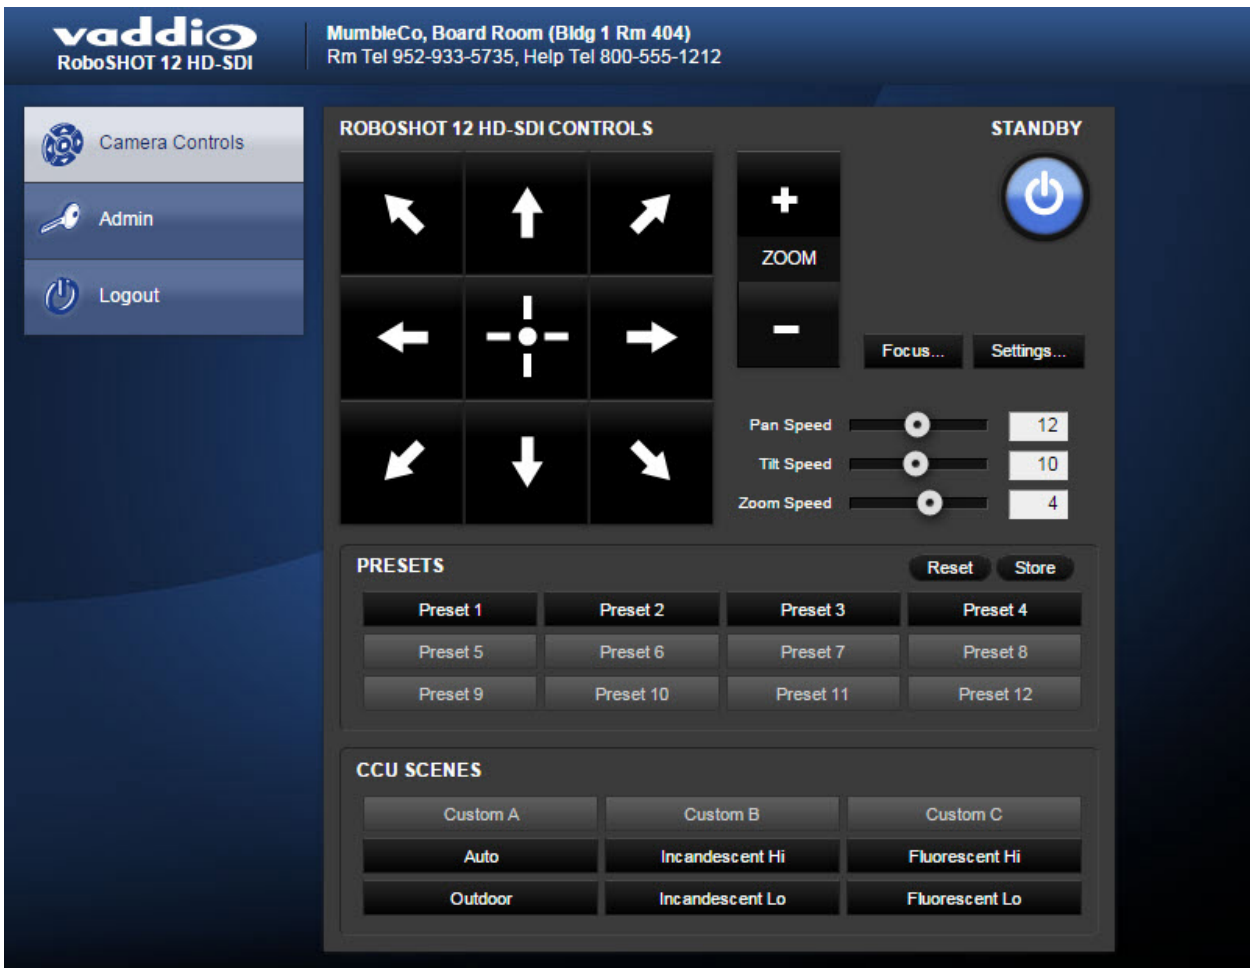 vaddio
RoboSHOT 12 HD-SDI
MumbleCo, Board Room (Bldg 1 Rm 404)
Rm Tel 952-933-5735, Help Tel 800-555-1212
Camera Controls
Admin
Logout
ROBOSHOT 12 HD-SDI CONTROLS
STANDBY
+
ZOOM
-
Focus...
Settings...
Pan Speed 12
Tilt Speed 10
Zoom Speed 4
PRESETS
Reset
Store
Preset 1 Preset 2 Preset 3 Preset 4
Preset 5 Preset 6 Preset 7 Preset 8
Preset 9 Preset 10 Preset 11 Preset 12
CCU SCENES
Custom A Custom B Custom C
Auto Incandescent Hi Fluorescent Hi
Outdoor Incandescent Lo Fluorescent Lo